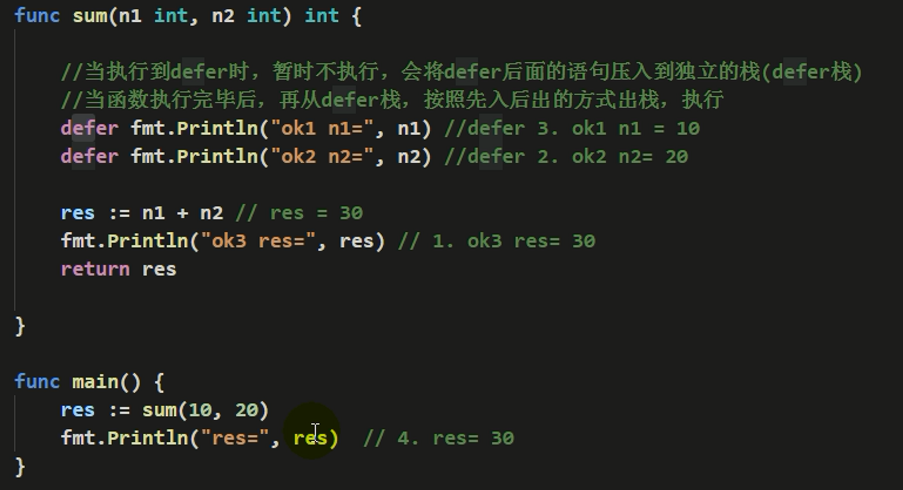 func sum(n1 int, n2 int) int {
//当执行到defer时，暂时不执行，会将defer后面的语句压入到独立的栈(defer栈)
//当函数执行完毕后，再从defer栈，按照先入后出的方式出栈，执行
defer fmt.Println("ok1 n1=", n1) //defer 3. ok1 n1 = 10
defer fmt.Println("ok2 n2=", n2) //defer 2. ok2 n2= 20
res := n1 + n2 // res = 30
fmt.Println("ok3 res=", res) // 1. ok3 res= 30
return res
}
func main() {
res := sum(10, 20)
fmt.Println("res=", res)  // 4. res= 30
}